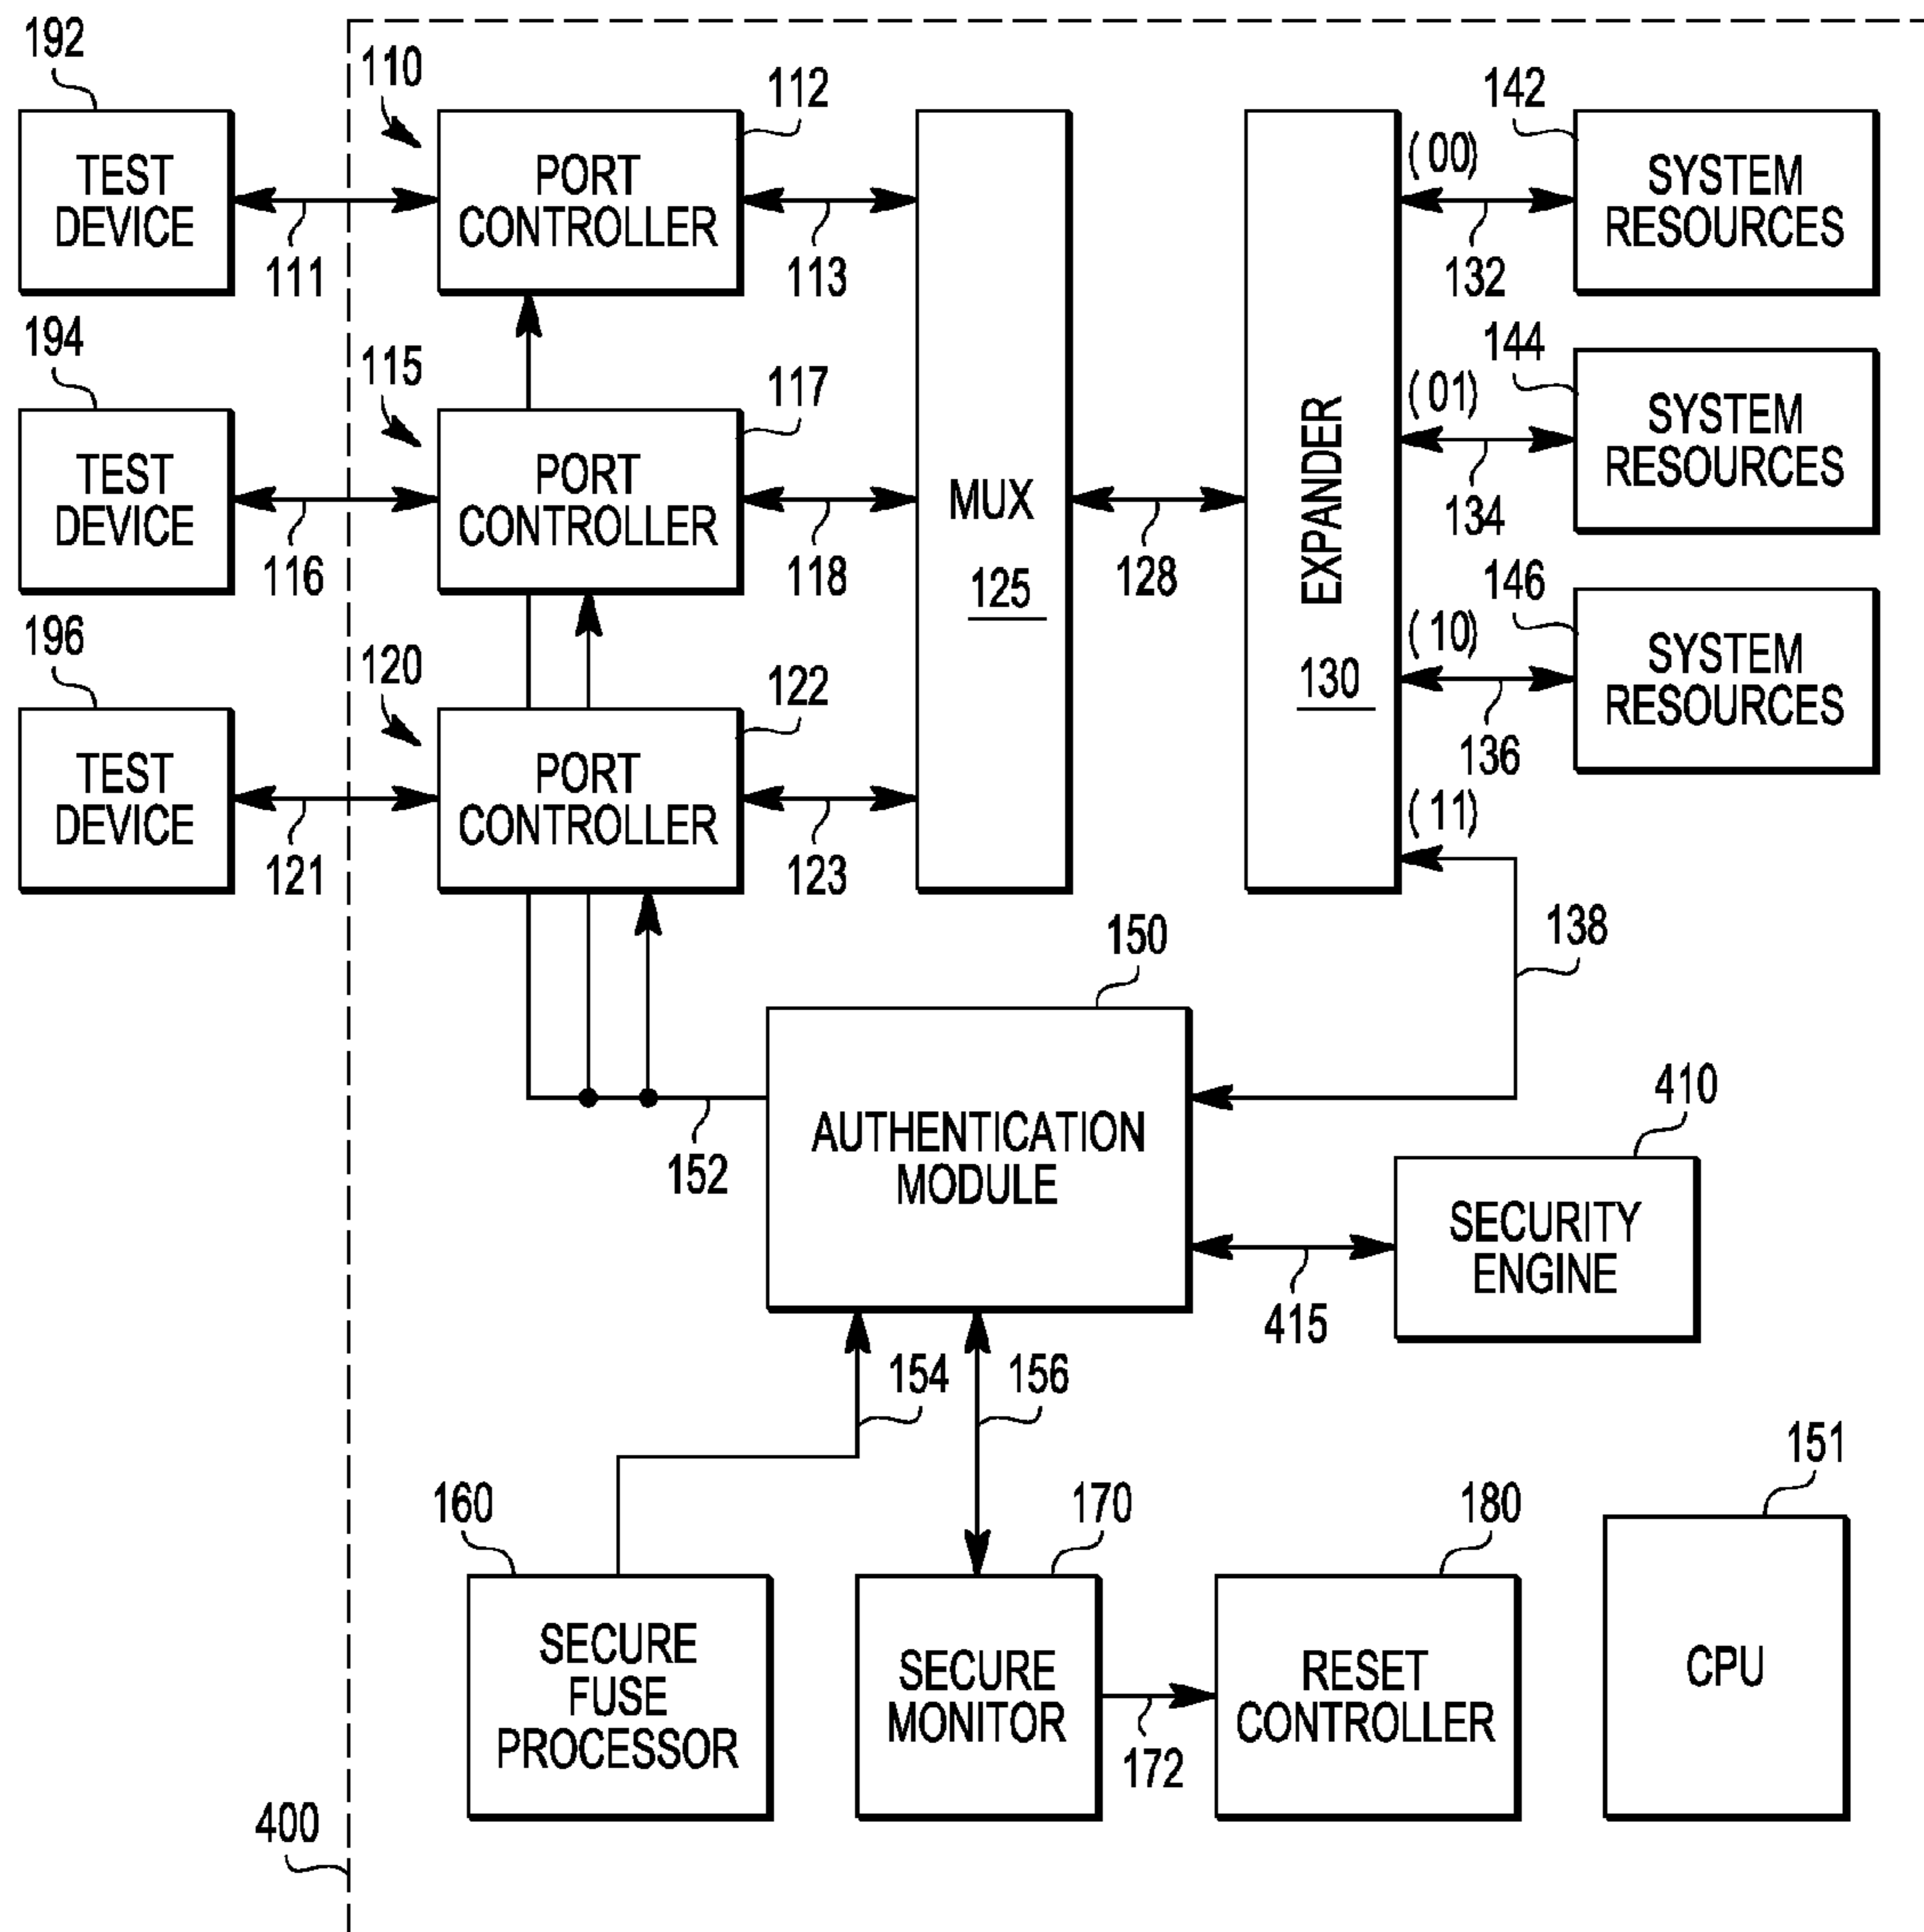 192
110
112
142
TEST
DEVICE
PORT
CONTROLLER
(00)
SYSTEM
RESOURCES
111
113
132
194
115
117
144
TEST
DEVICE
PORT
CONTROLLER
MUX
125
EXPANDER
130
(01)
SYSTEM
RESOURCES
116
118
128
134
196
120
122
146
TEST
DEVICE
PORT
CONTROLLER
(10)
SYSTEM
RESOURCES
136
(11)
121
123
138
150
AUTHENTICATION
MODULE
152
410
SECURITY
ENGINE
415
154
156
160
170
180
151
SECURE
FUSE
PROCESSOR
SECURE
MONITOR
172
RESET
CONTROLLER
CPU
400